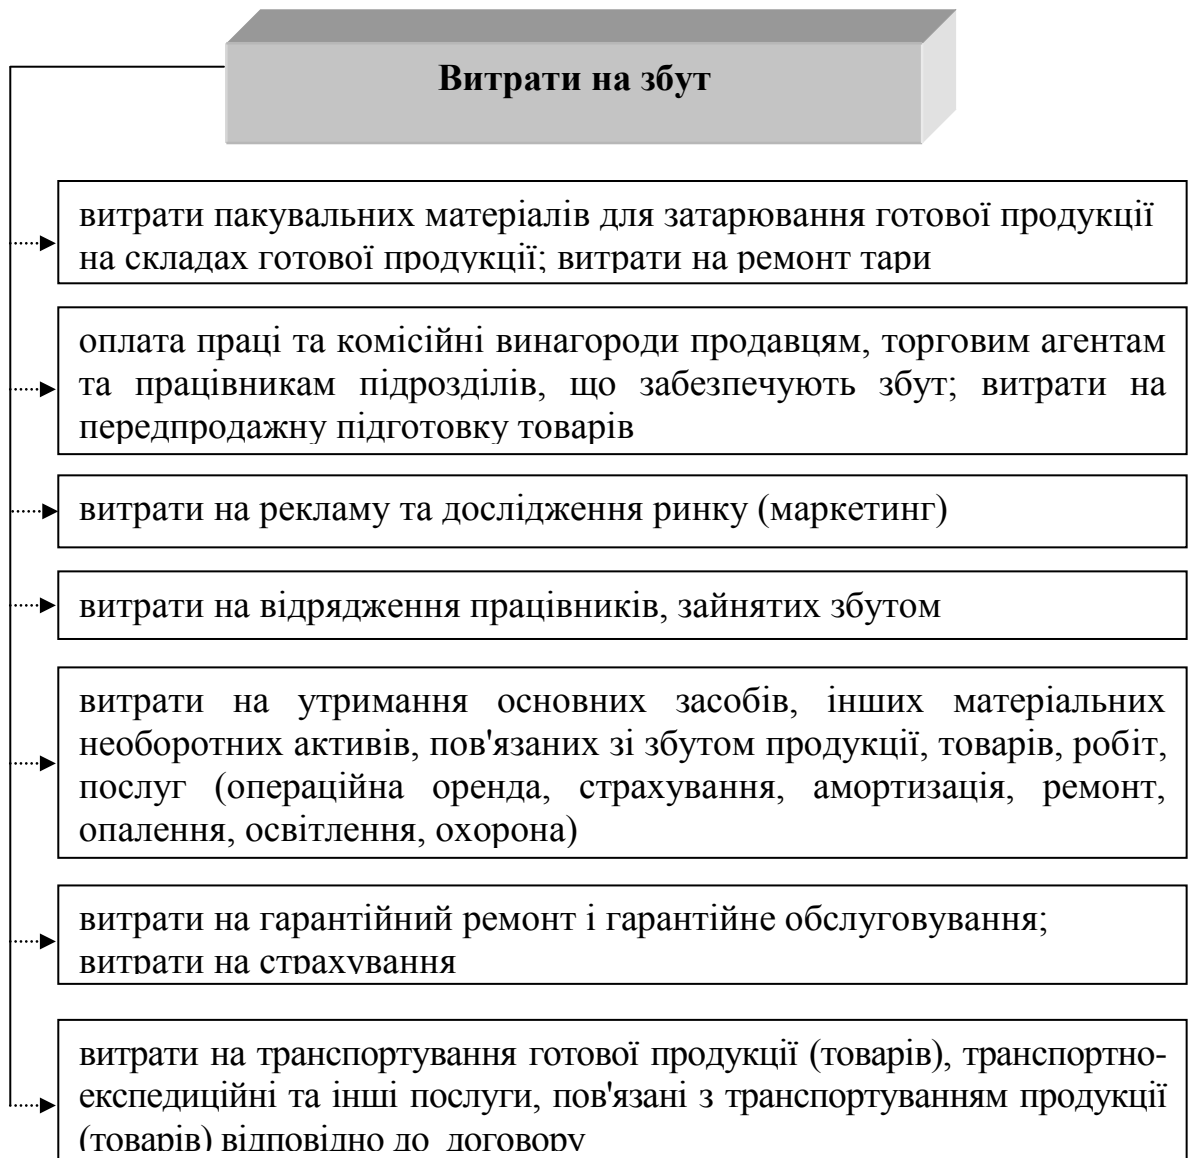 Витрати на збут
витрати пакувальних матеріалів для затарювання готової продукції
на складах готової продукції; витрати на ремонт тари
оплата праці та комісійні винагороди продавцям, торговим агентам
та працівникам підрозділів, що забезпечують збут; витрати на
передпродажну підготовку товарів
витрати на рекламу та дослідження ринку (маркетинг)
витрати на відрядження працівників, зайнятих збутом
витрати на утримання основних засобів, інших матеріальних
необоротних активів, пов'язаних зі збутом продукції, товарів, робіт,
послуг (операційна оренда, страхування, амортизація, ремонт,
опалення, освітлення, охорона)
витрати на гарантійний ремонт і гарантійне обслуговування;
витрати на страхування
витрати на транспортування готової продукції (товарів), транспортно-
експедиційні та інші послуги, пов'язані з транспортуванням продукції
(товарів) відповідно до договору